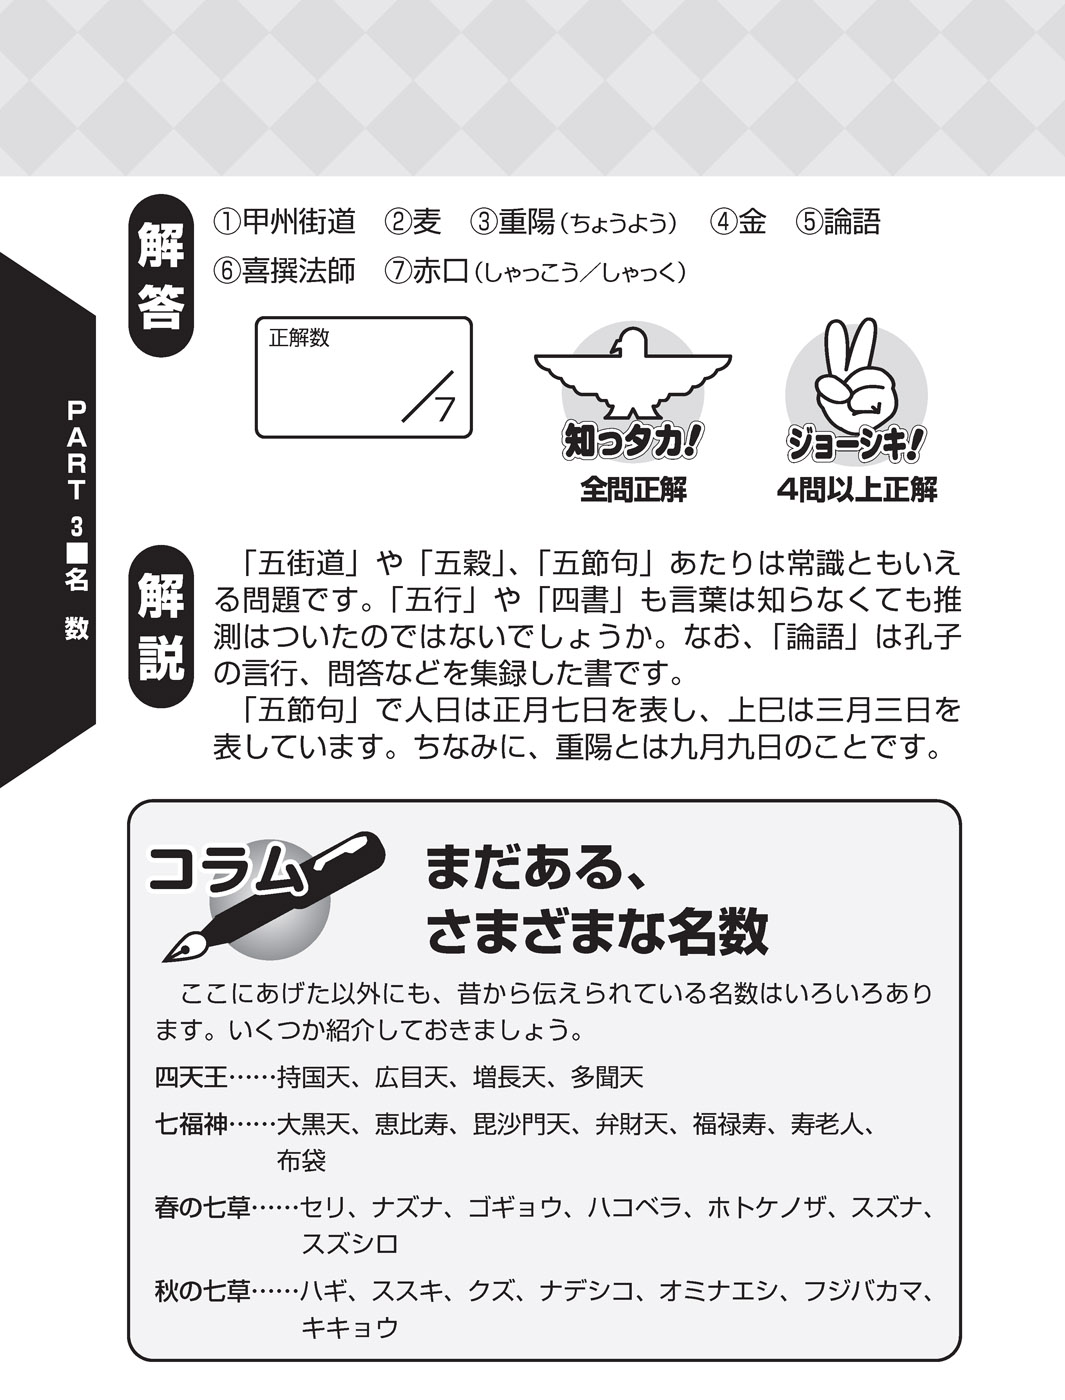 解答
①甲州街道　②麦　③重陽（ちょうよう）　④金　⑤論語
⑥喜撰法師　⑦赤口（しゃっこう／しゃっく）
正解数
／7
知っタカ！
全問正解
ジョーシキ！
4問以上正解
PART 3■名　数
解説
「五街道」や「五穀」、「五節句」あたりは常識ともいえ
る問題です。「五行」や「四書」も言葉は知らなくても推
測はついたのではないでしょうか。なお、「論語」は孔子
の言行、問答などを集録した書です。
「五節句」で人日は正月七日を表し、上巳は三月三日を
表しています。ちなみに、重陽とは九月九日のことです。
コラム
まだある、
さまざまな名数
ここにあげた以外にも、昔から伝えられている名数はいろいろあり
ます。いくつか紹介しておきましょう。
四天王……持国天、広目天、増長天、多聞天
七福神……大黒天、恵比寿、毘沙門天、弁財天、福禄寿、寿老人、
布袋
春の七草……セリ、ナズナ、ゴギョウ、ハコベラ、ホトケノザ、スズナ、
スズシロ
秋の七草……ハギ、ススキ、クズ、ナデシコ、オミナエシ、フジバカマ、
キキョウ